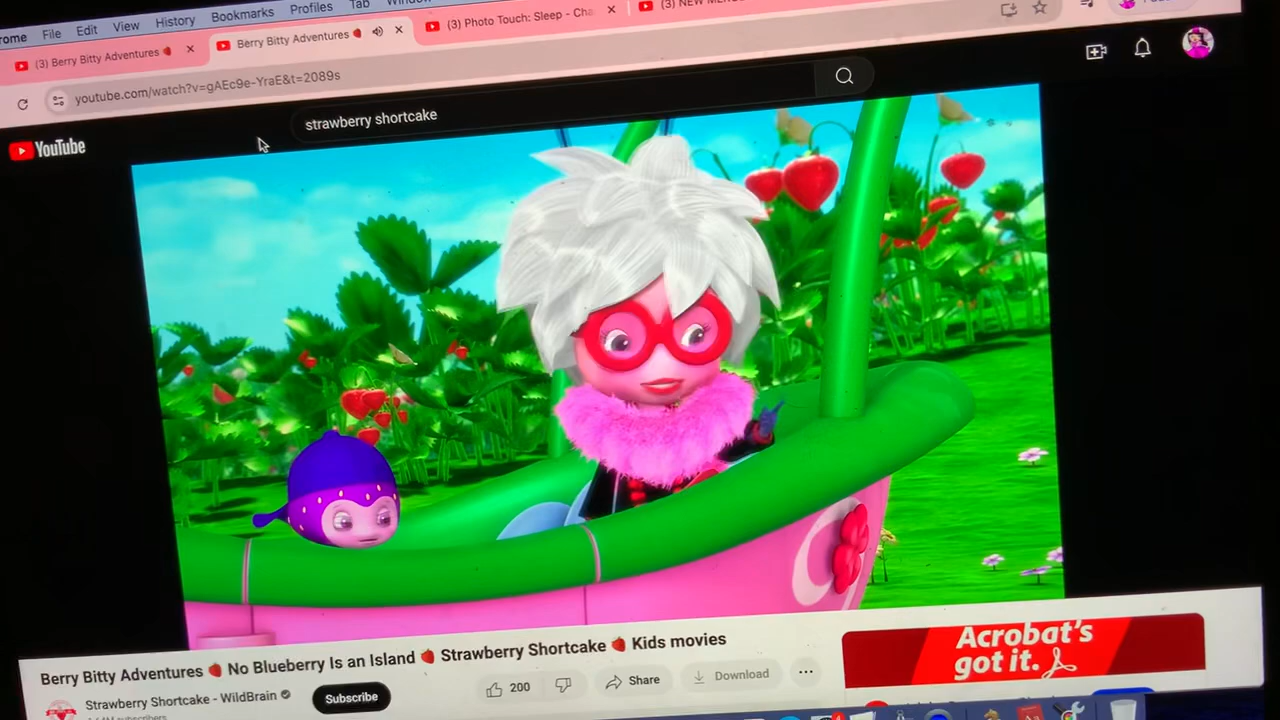 rome File Edit View History Bookmarks Profiles Tab Window
(3) Berry Bitty Adventures
Berry Bitty Adventures
(3) Photo Touch: Sleep - Cha
youtube.com/watch?v=gAEc9e-YraE&t=2089s
YouTube
strawberry shortcake
Berry Bitty Adventures 🍓 No Blueberry Is an Island 🍓 Strawberry Shortcake 🍓 Kids movies
Strawberry Shortcake - WildBrain
Subscribe
200
Share
Download
Acrobat's
got it.